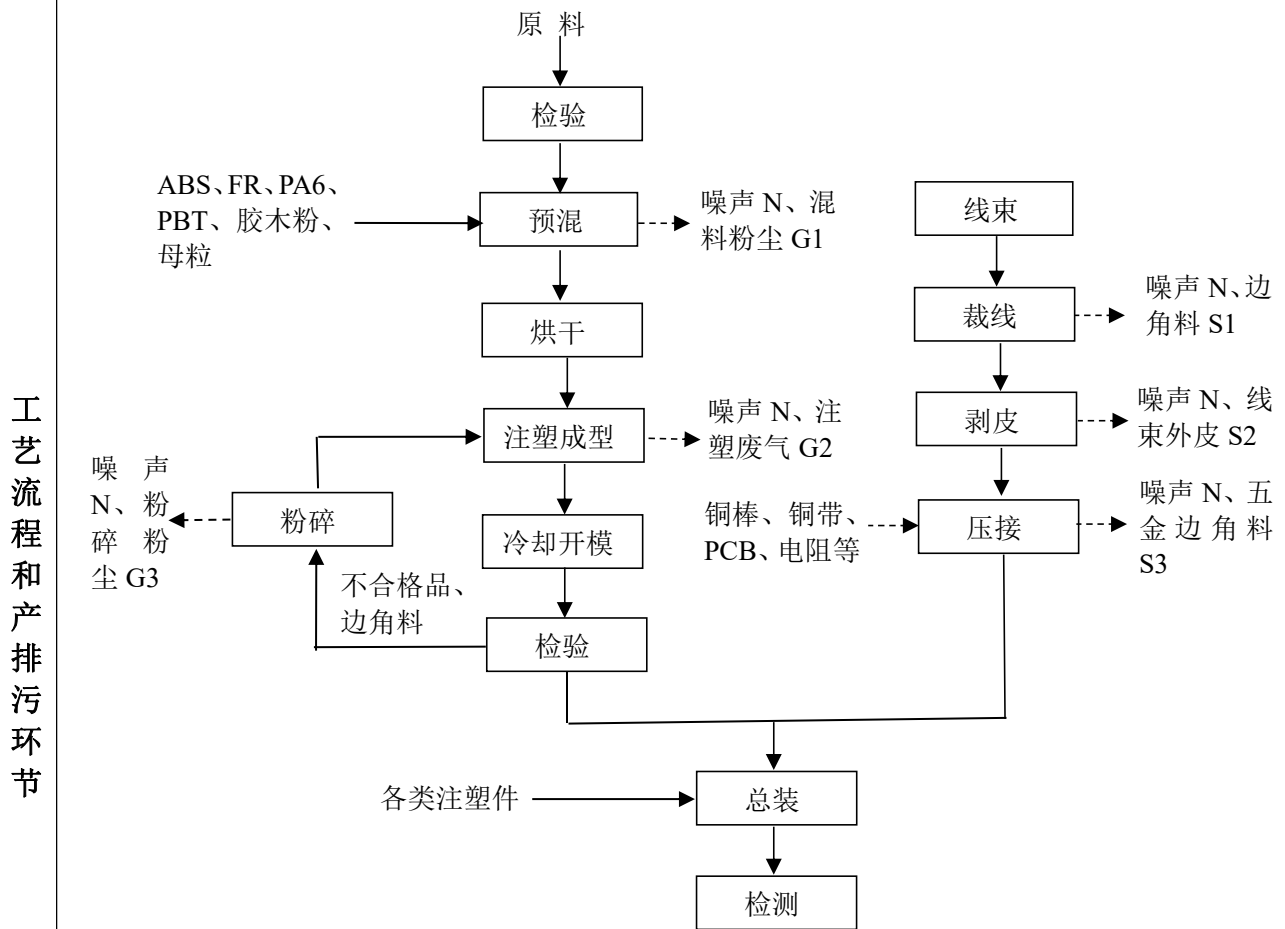 工艺流程和产排污环节
原 料
检验
ABS、FR、PA6、
PBT、胶木粉、
母粒
预混
噪声 N、混
料粉尘 G1
线束
烘干
裁线
噪声 N、边
角料 S1
注塑成型
噪声 N、注
塑废气 G2
剥皮
噪声 N、线
束外皮 S2
噪 声
N、粉
碎 粉
尘 G3
粉碎
冷却开模
铜棒、铜带、
PCB、电阻等
压接
噪声 N、五
金边角料
S3
不合格品、
边角料
检验
各类注塑件
总装
检测